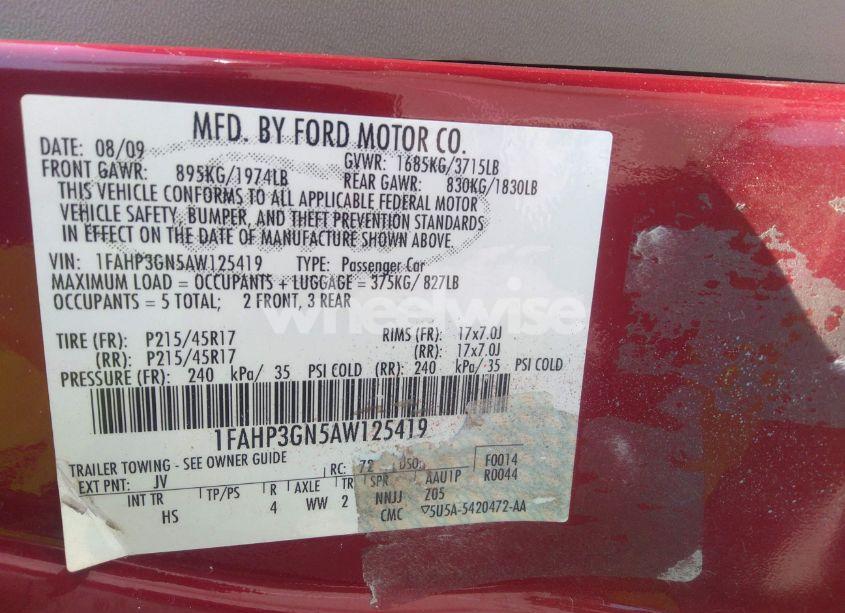 MFD. BY FORD MOTOR CO.
DATE: 08/09 GVWR: 1685KG/3715LB
FRONT GAWR: 895KG/1974LB REAR GAWR: 830KG/1830LB
THIS VEHICLE CONFORMS TO ALL APPLICABLE FEDERAL MOTOR
VEHICLE SAFETY, BUMPER, AND THEFT PREVENTION STANDARDS
IN EFFECT ON THE DATE OF MANUFACTURE SHOWN ABOVE.
VIN: 1FAHP3GN5AW125419 TYPE: Passenger Car
MAXIMUM LOAD = OCCUPANTS + LUGGAGE = 375KG/ 827LB
OCCUPANTS = 5 TOTAL; 2 FRONT, 3 REAR
wheelwise
TIRE (FR): P215/45R17 RIMS (FR): 17x7.0J
(RR): P215/45R17 (RR): 17x7.0J
PRESSURE (FR): 240 kPa/ 35 PSI COLD (RR): 240 kPa/ 35 PSI COLD
1FAHP3GN5AW125419
TRAILER TOWING - SEE OWNER GUIDE
EXT PNT: JV RC: 72 DSO: F0014
INT TR TP/PS R AXLE TR SPR AAU1P R0044
HS 4 WW 2 NNJJ Z05
CMC ▽5U5A-5420472-AA